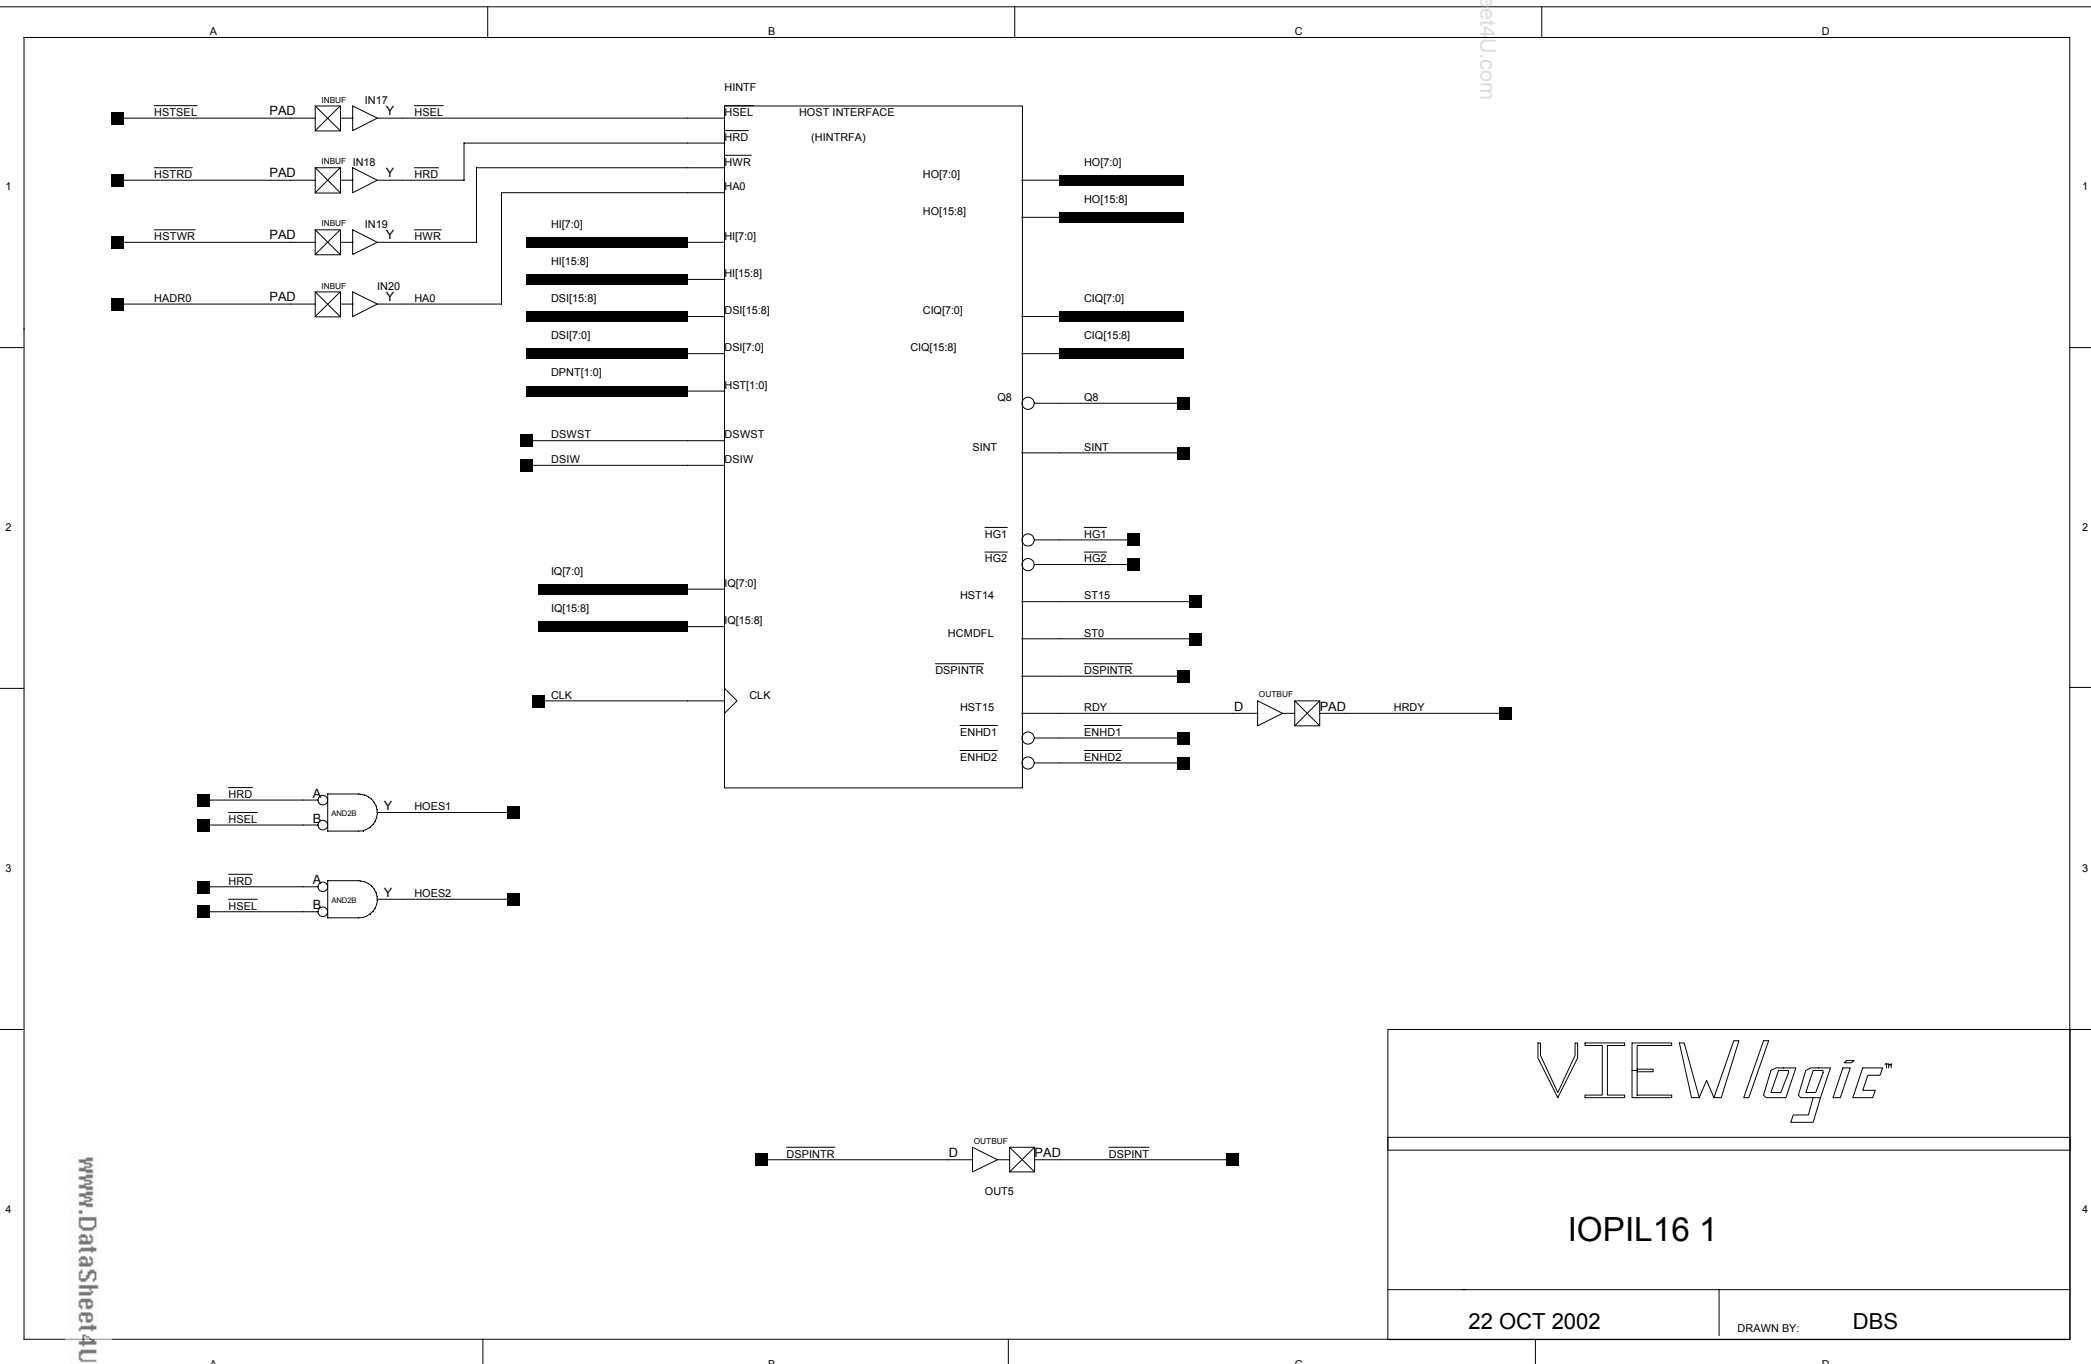 eet4U.com
A B C D
HINTF
HSTSEL PAD INBUF IN17 Y HSEL
HSEL HOST INTERFACE
HRD (HINTRFA)
HSTRD PAD INBUF IN18 Y HRD
HWR
HA0
1 1
HO[7:0] HO[7:0]
HO[15:8] HO[15:8]
HSTWR PAD INBUF IN19 Y HWR
HI[7:0] HI[7:0]
HI[15:8] HI[15:8]
HADR0 PAD INBUF IN20 Y HA0
DSI[15:8] DSI[15:8] CIQ[7:0] CIQ[7:0]
DSI[7:0] DSI[7:0] CIQ[15:8] CIQ[15:8]
DPNT[1:0] HST[1:0]
Q8 Q8
DSWST DSWST SINT SINT
DSIW DSIW
2 2
HG1 HG1
HG2 HG2
IQ[7:0] IQ[7:0] HST14 ST15
IQ[15:8] IQ[15:8] HCMDFL ST0
DSPINTR DSPINTR
CLK CLK
HST15 RDY D OUTBUF PAD HRDY
ENHD1 ENHD1
ENHD2 ENHD2
HRD A
HSEL B AND2B Y HOES1
3 3
HRD A
HSEL B AND2B Y HOES2
VIEWlogic™
DSPINTR D OUTBUF PAD DSPINT
OUT5
4 4
IOPIL16 1
22 OCT 2002 DRAWN BY: DBS
www.DataSheet4U
A B C D